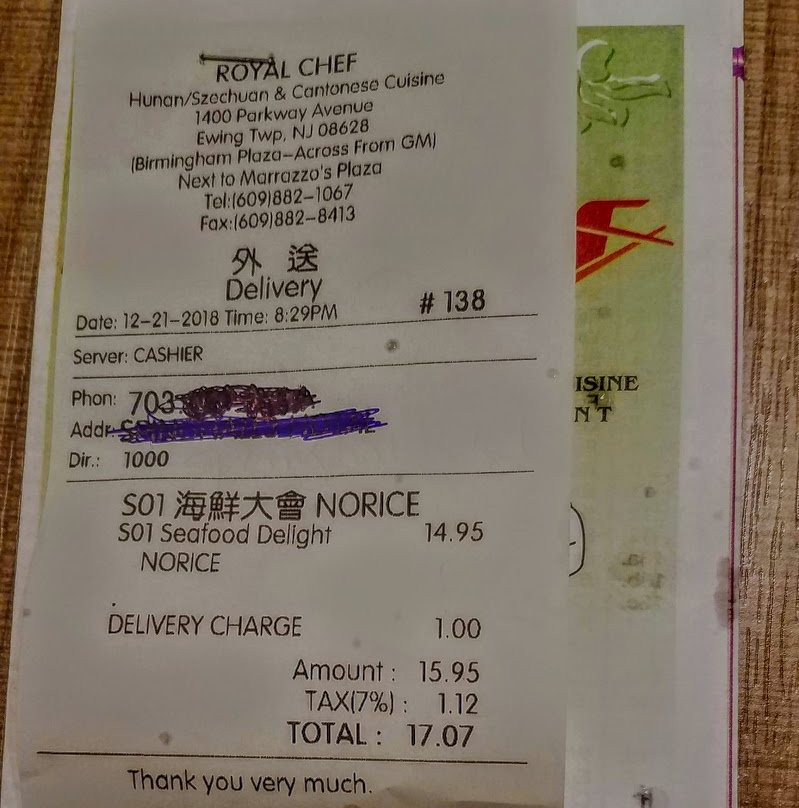 ROYAL CHEF
Hunan/Szechuan & Cantonese Cuisine
1400 Parkway Avenue
Ewing Twp, NJ 08628
(Birmingham Plaza-Across From GM)
Next to Marrazzo's Plaza
Tel:(609)882-1067
Fax:(609)882-8413
外 送
Delivery
# 138
Date: 12-21-2018 Time: 8:29PM
Server: CASHIER
Phon: 703
Addr:
Dir.: 1000
S01 海鮮大會 NORICE
S01 Seafood Delight 14.95
NORICE
DELIVERY CHARGE 1.00
Amount : 15.95
TAX(7%) : 1.12
TOTAL : 17.07
Thank you very much.
ISINE
NT